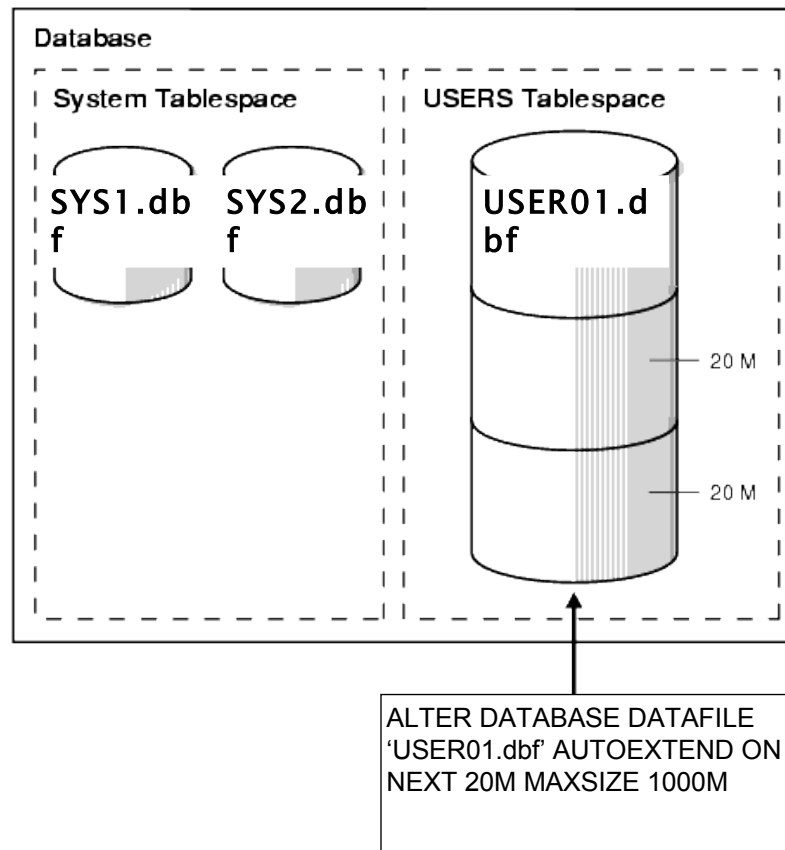 Database
System Tablespace
USERS Tablespace
SYS1.db
f
SYS2.db
f
USER01.d
bf
20 M
20 M
ALTER DATABASE DATAFILE
‘USER01.dbf’ AUTOEXTEND ON
NEXT 20M MAXSIZE 1000M